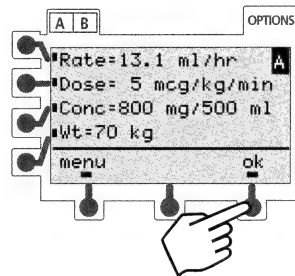 A B
OPTIONS
Rate=13.1 ml/hr A
Dose= 5 mcg/kg/min
Conc=800 mg/500 ml
Wt=70 kg
menu ok